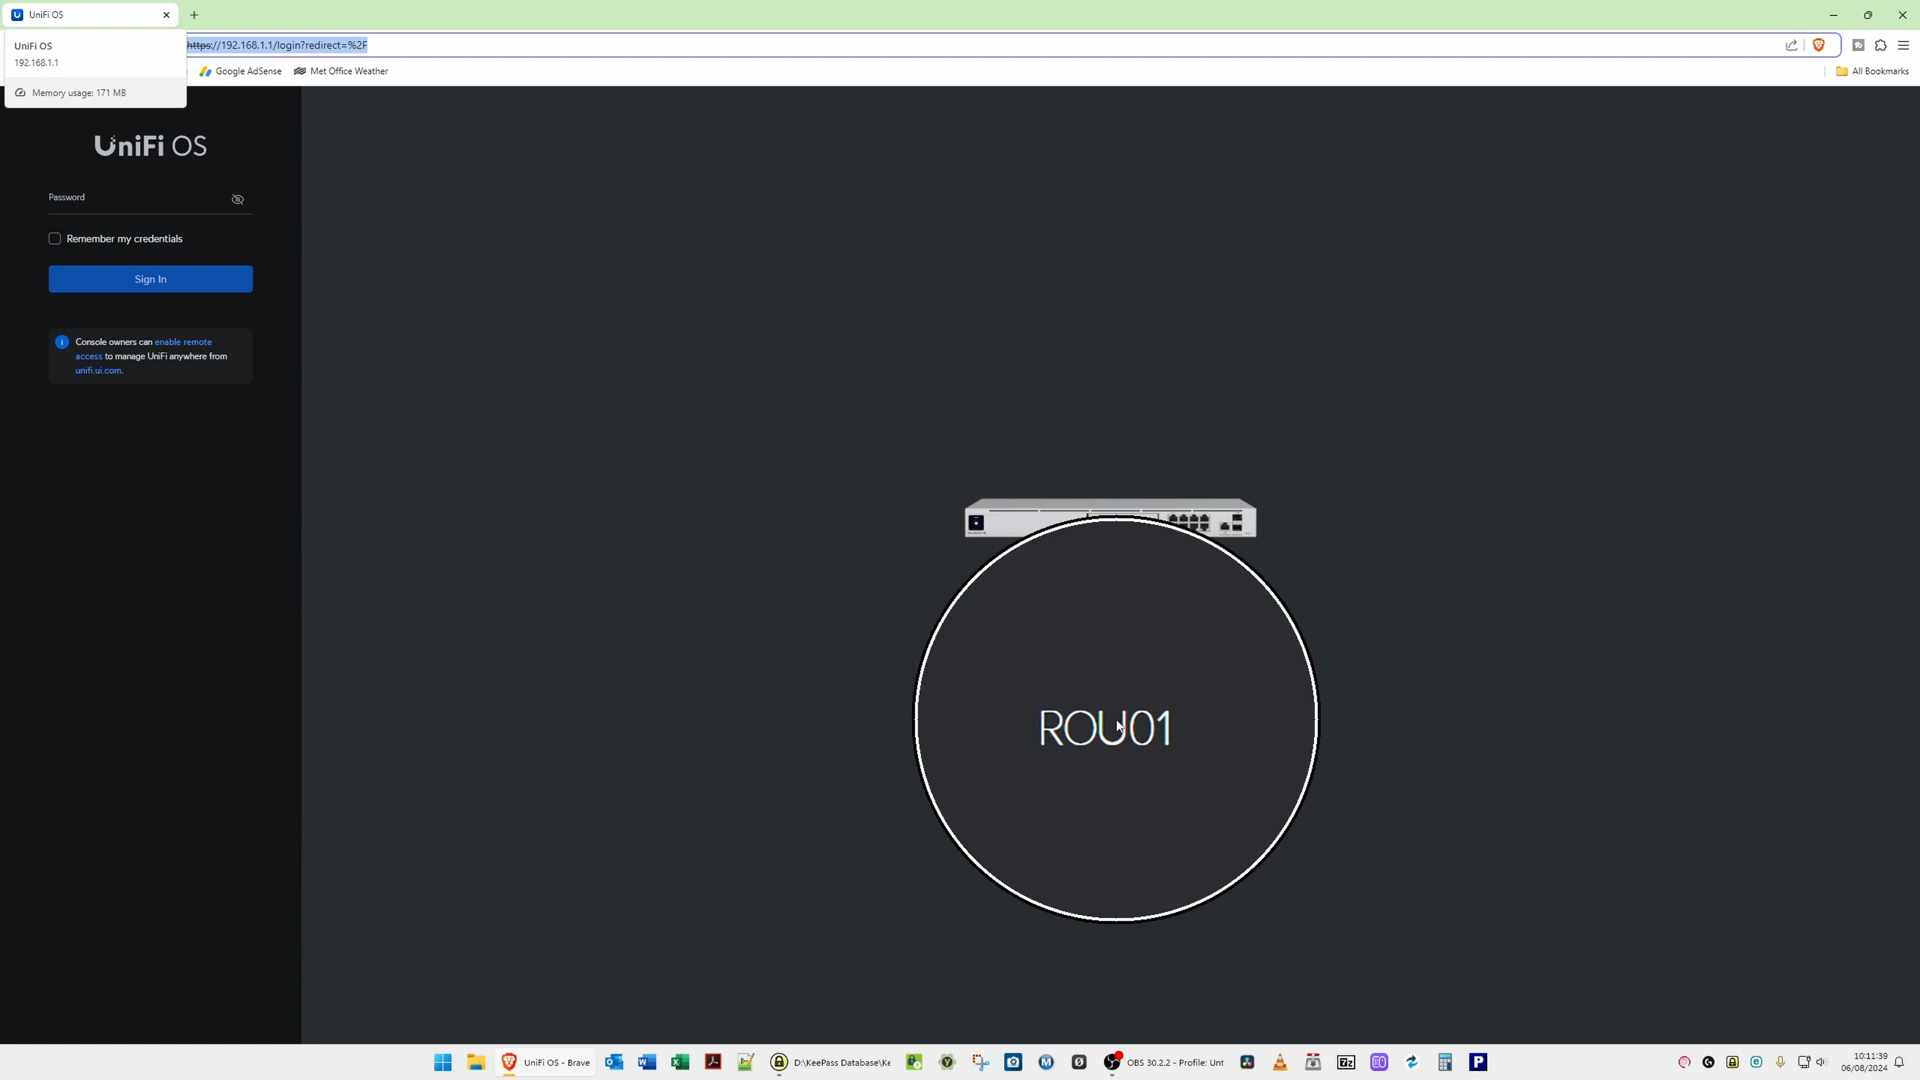 UniFi OS
UniFi OS
192.168.1.1
Memory usage: 171 MB
https://192.168.1.1/login?redirect=%2F
Google AdSense
Met Office Weather
All Bookmarks
UniFi OS
Password
Remember my credentials
Sign In
Console owners can enable remote
access to manage UniFi anywhere from
unifi.ui.com.
ROU01
UniFi OS - Brave
D:\KeePass Database\Ke
OBS 30.2.2 - Profile: Unt
7z
P
10:11:39
06/08/2024